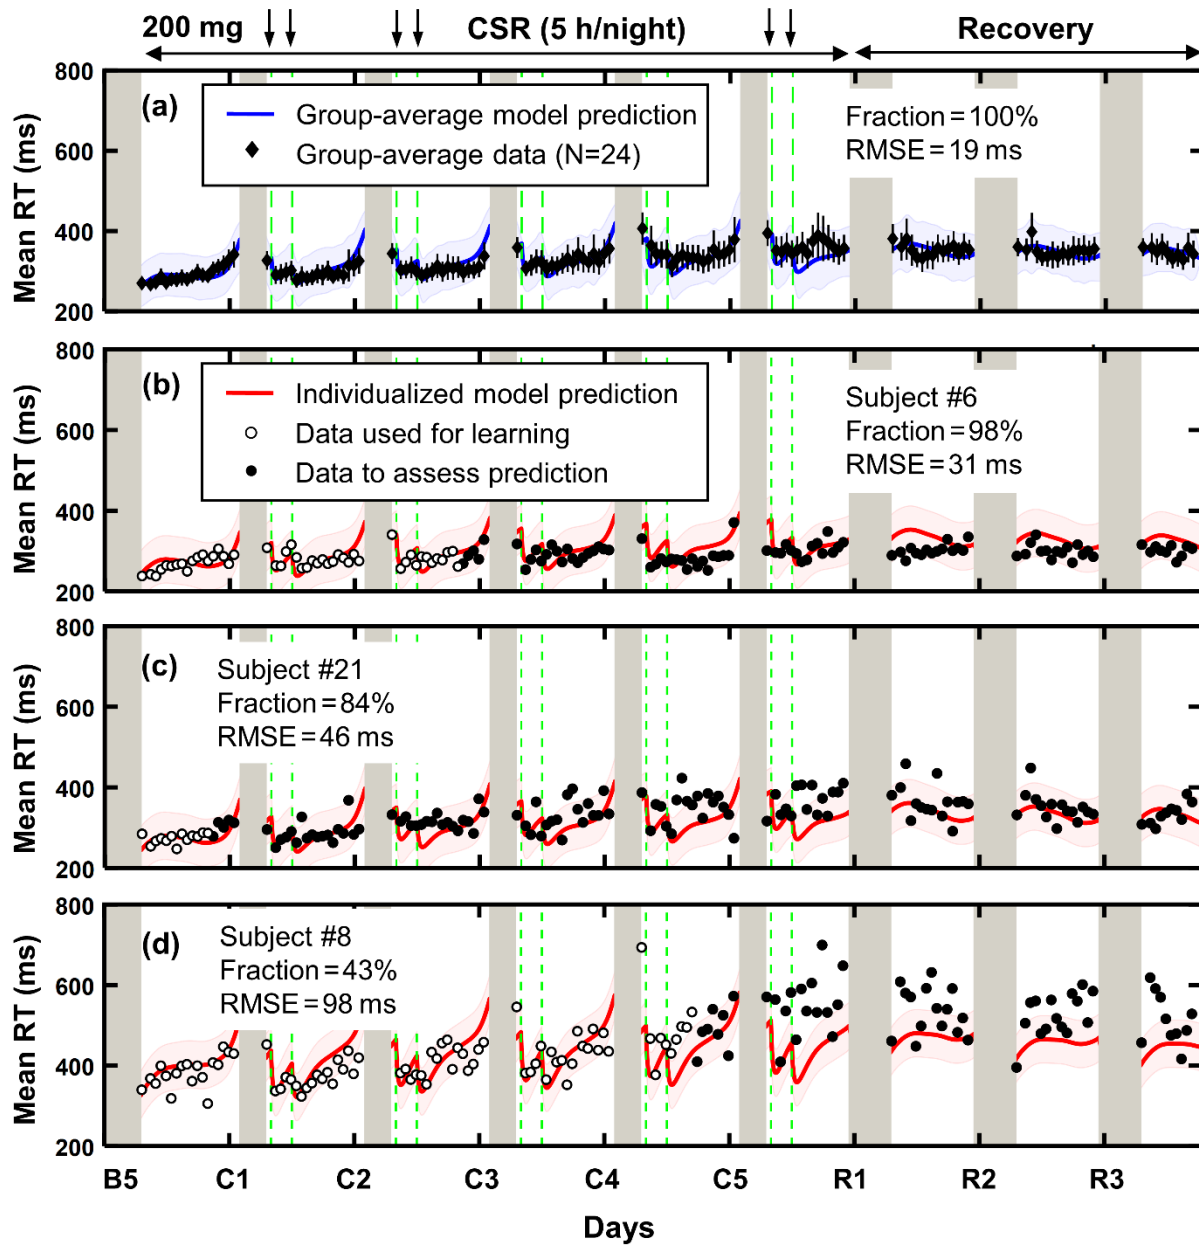 200 mg
CSR (5 h/night)
Recovery
Mean RT (ms)
800
600
400
200
(a)
Group-average model prediction
Group-average data (N=24)
Fraction = 100%
RMSE = 19 ms
Mean RT (ms)
800
600
400
200
(b)
Individualized model prediction
Data used for learning
Data to assess prediction
Subject #6
Fraction = 98%
RMSE = 31 ms
Mean RT (ms)
800
600
400
200
(c)
Subject #21
Fraction = 84%
RMSE = 46 ms
Mean RT (ms)
800
600
400
200
(d)
Subject #8
Fraction = 43%
RMSE = 98 ms
B5 C1 C2 C3 C4 C5 R1 R2 R3
Days